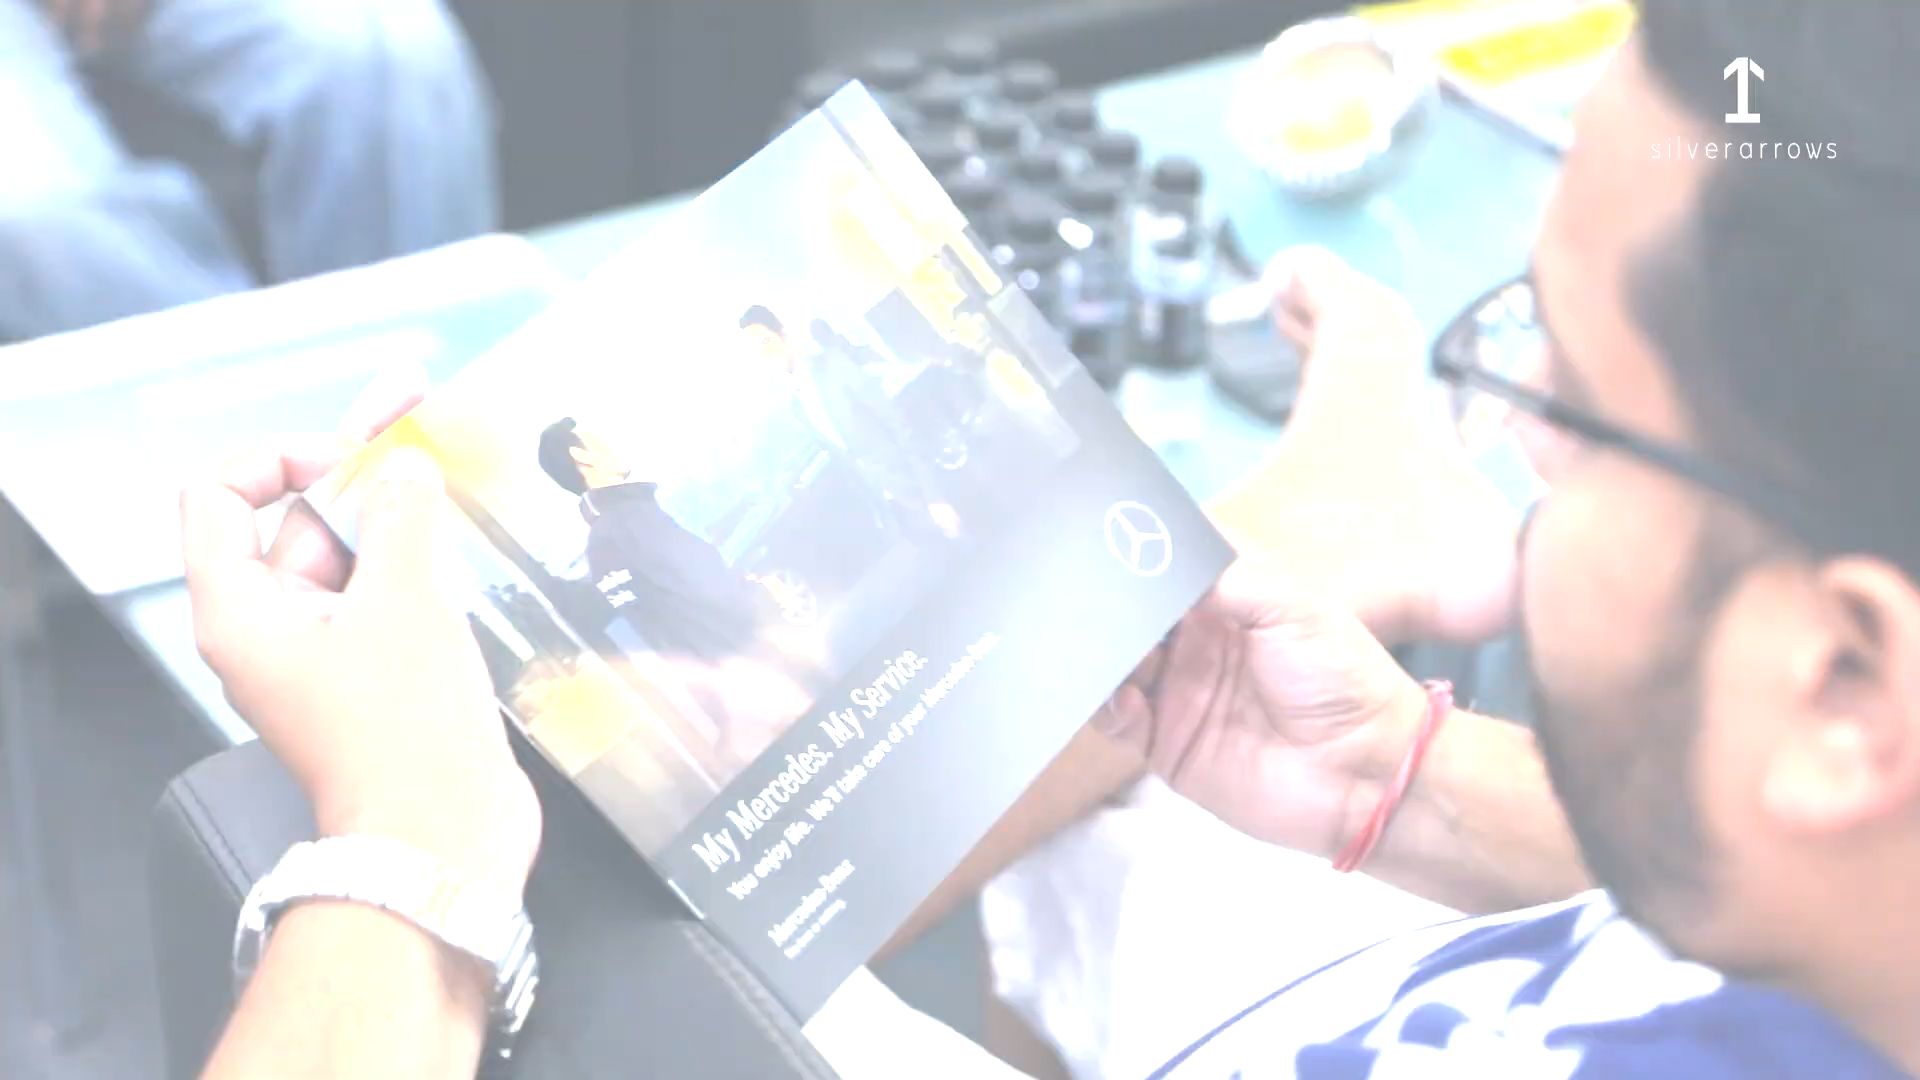 silverarrows
My Mercedes. My Service.
You enjoy life. We'll take care of your Mercedes-Benz.
Mercedes-Benz